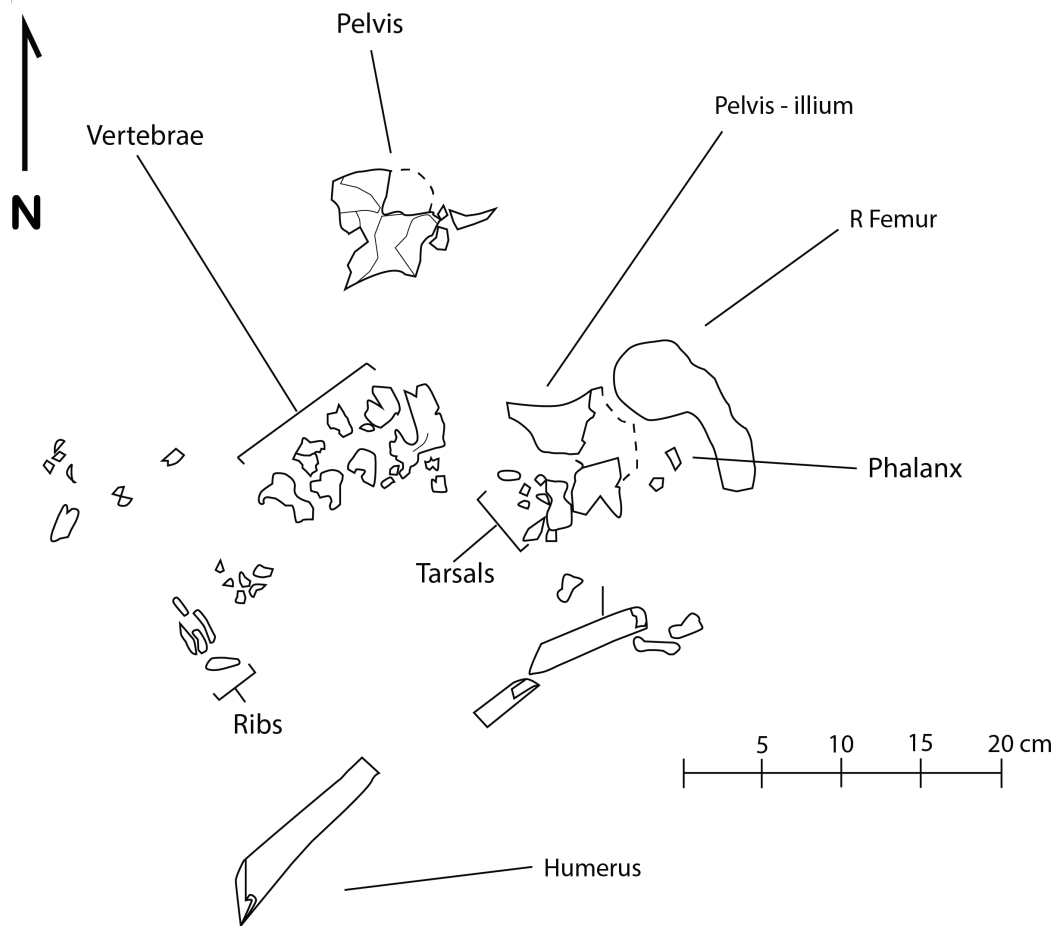 Pelvis
Pelvis - illium
Vertebrae
N
R Femur
Phalanx
Tarsals
Ribs
5 10 15 20 cm
Humerus